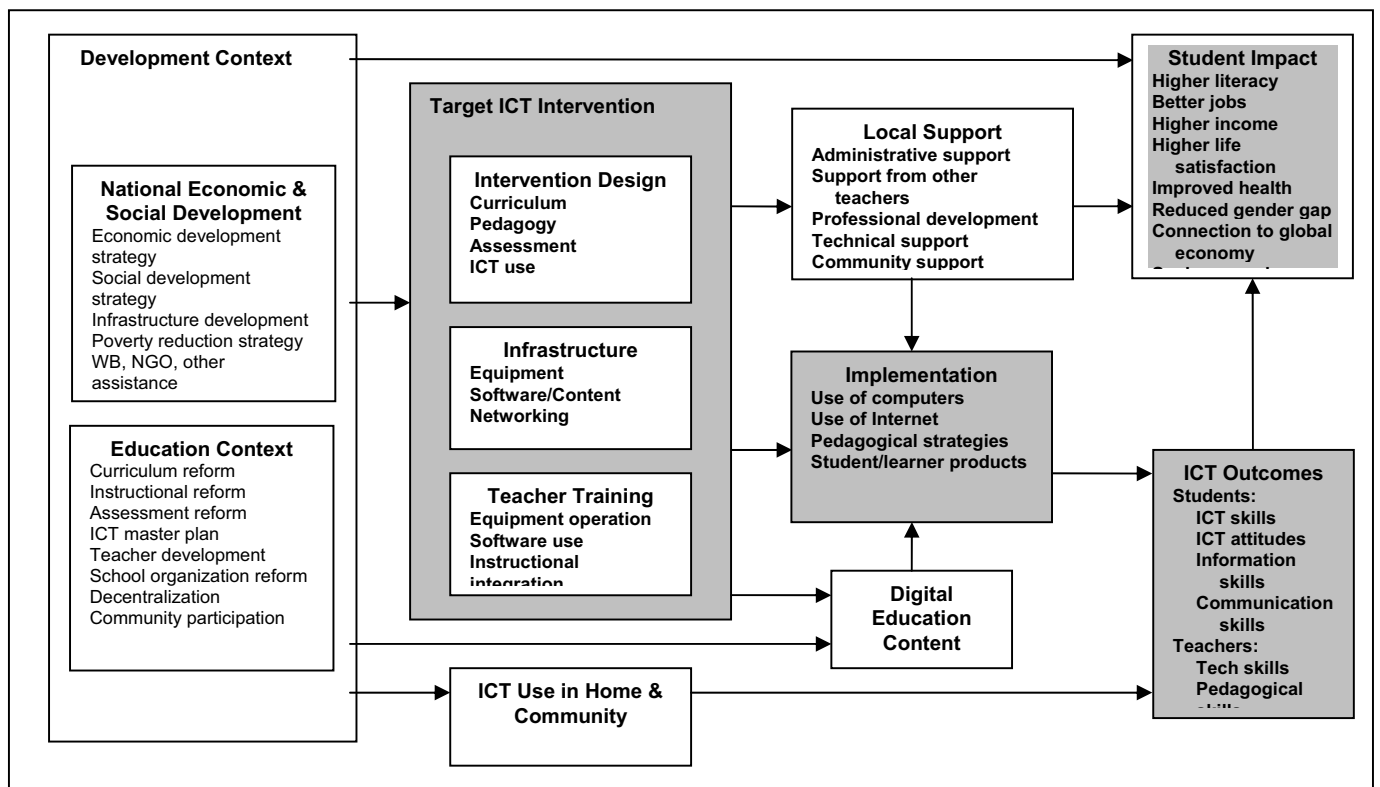 Development Context
National Economic &
Social Development
Economic development
strategy
Social development
strategy
Infrastructure development
Poverty reduction strategy
WB, NGO, other
assistance
Education Context
Curriculum reform
Instructional reform
Assessment reform
ICT master plan
Teacher development
School organization reform
Decentralization
Community participation
Target ICT Intervention
Intervention Design
Curriculum
Pedagogy
Assessment
ICT use
Infrastructure
Equipment
Software/Content
Networking
Teacher Training
Equipment operation
Software use
Instructional
integration
ICT Use in Home &
Community
Local Support
Administrative support
Support from other
teachers
Professional development
Technical support
Community support
Implementation
Use of computers
Use of Internet
Pedagogical strategies
Student/learner products
Digital
Education
Content
Student Impact
Higher literacy
Better jobs
Higher income
Higher life
satisfaction
Improved health
Reduced gender gap
Connection to global
economy
ICT Outcomes
Students:
ICT skills
ICT attitudes
Information
skills
Communication
skills
Teachers:
Tech skills
Pedagogical
skills